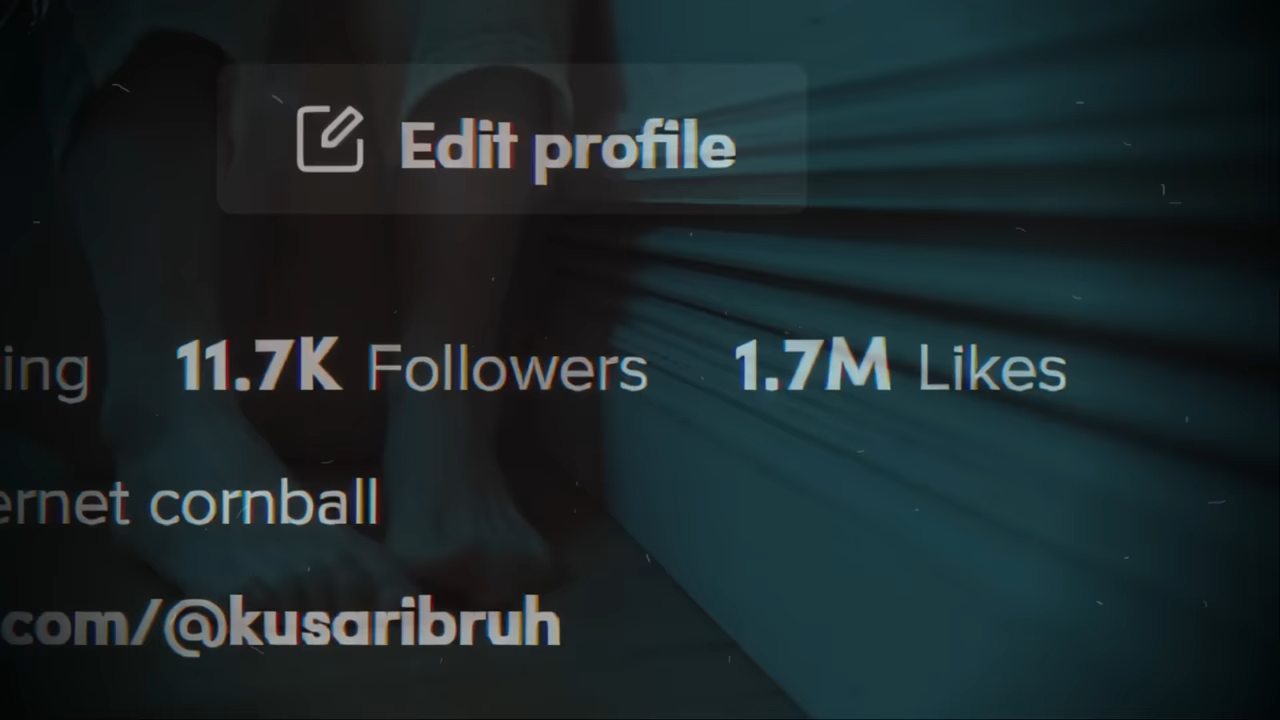 Edit profile
ing 11.7K Followers 1.7M Likes
ernet cornball
com/@kusaribruh